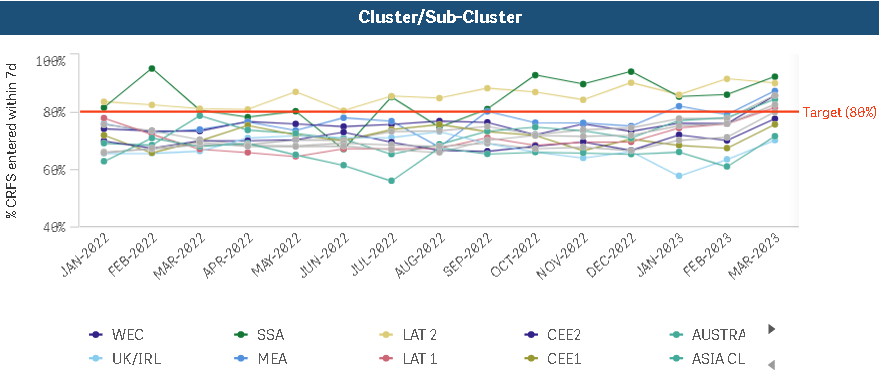 Cluster/Sub-Cluster
% CRFS entered within 7d
100%
80%
60%
40%
Target (80%)
JAN-2022
FEB-2022
MAR-2022
APR-2022
MAY-2022
JUN-2022
JUL-2022
AUG-2022
SEP-2022
OCT-2022
NOV-2022
DEC-2022
JAN-2023
FEB-2023
MAR-2023
WEC SSA LAT 2 CEE2 AUSTRA
UK/IRL MEA LAT 1 CEE1 ASIA CL